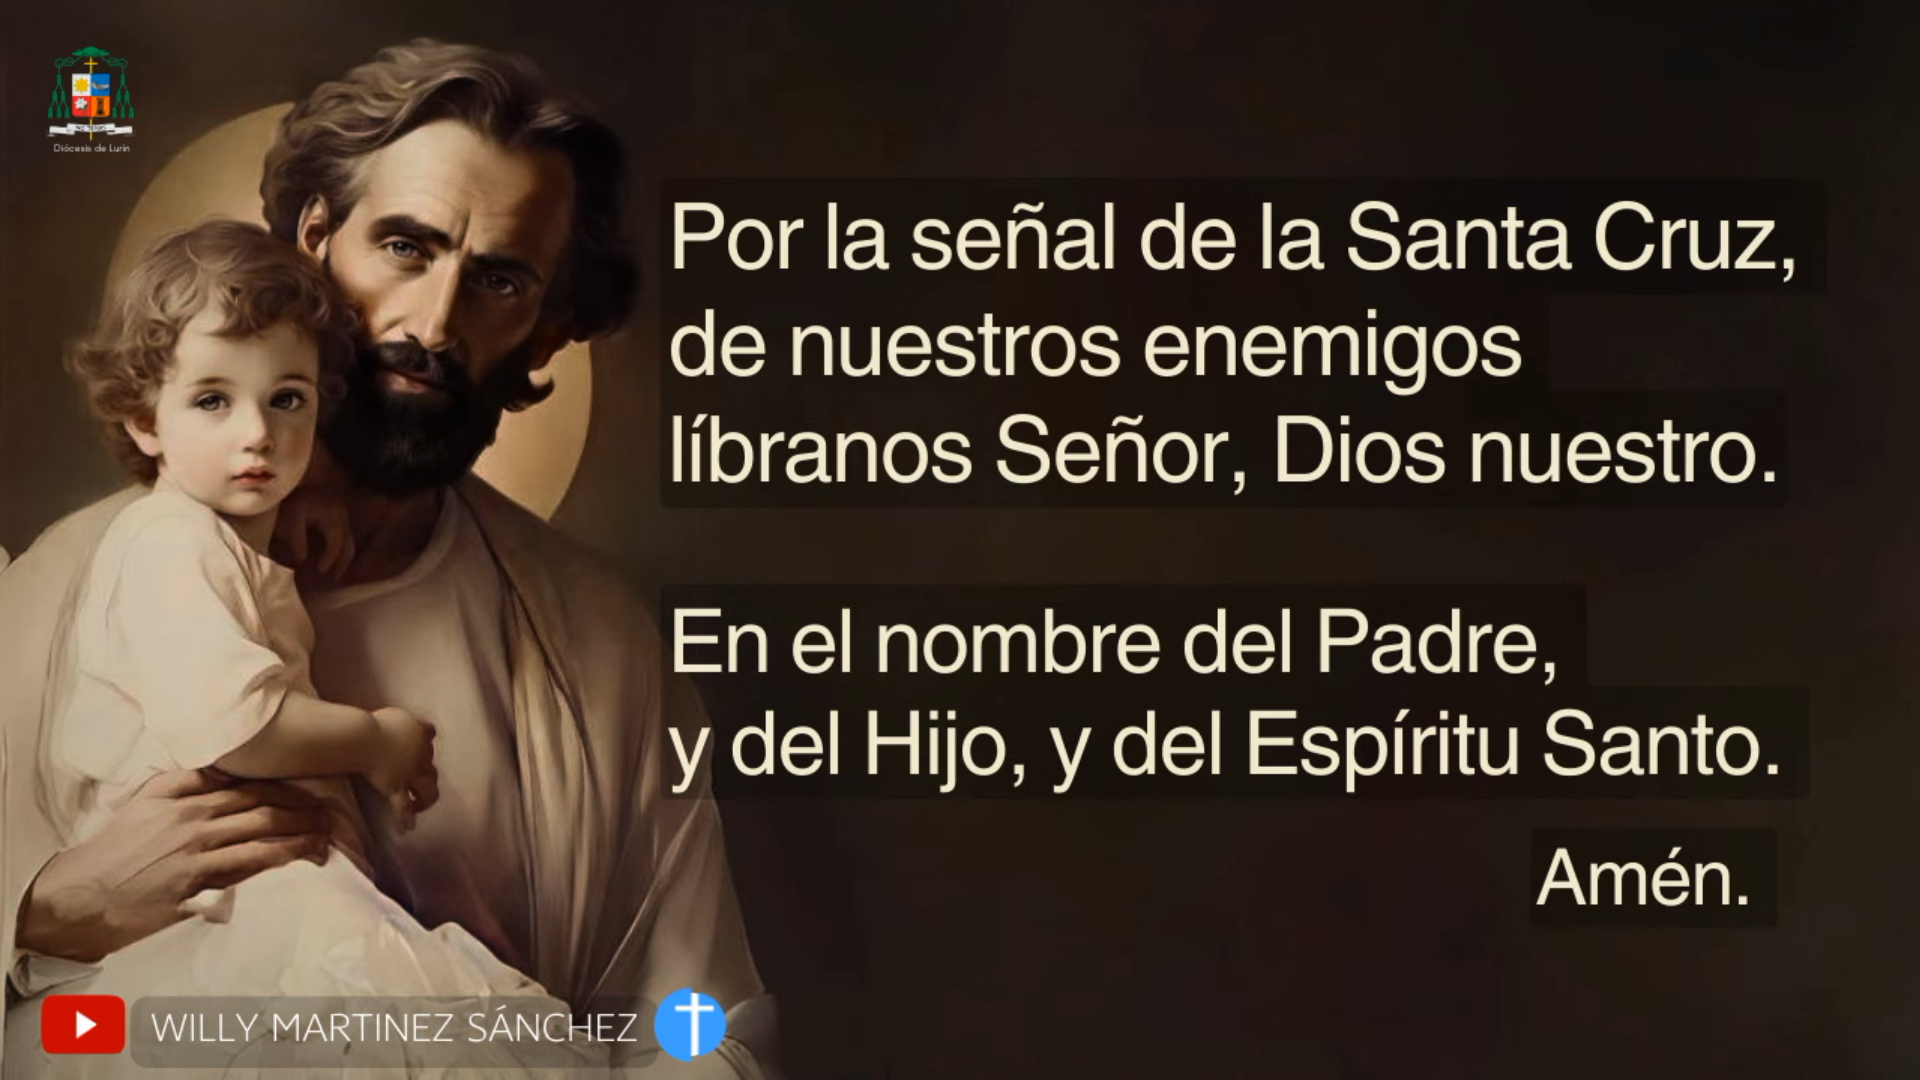 Diócesis de Lurín
Por la señal de la Santa Cruz,
de nuestros enemigos
líbranos Señor, Dios nuestro.
En el nombre del Padre,
y del Hijo, y del Espíritu Santo.
Amén.
WILLY MARTINEZ SÁNCHEZ